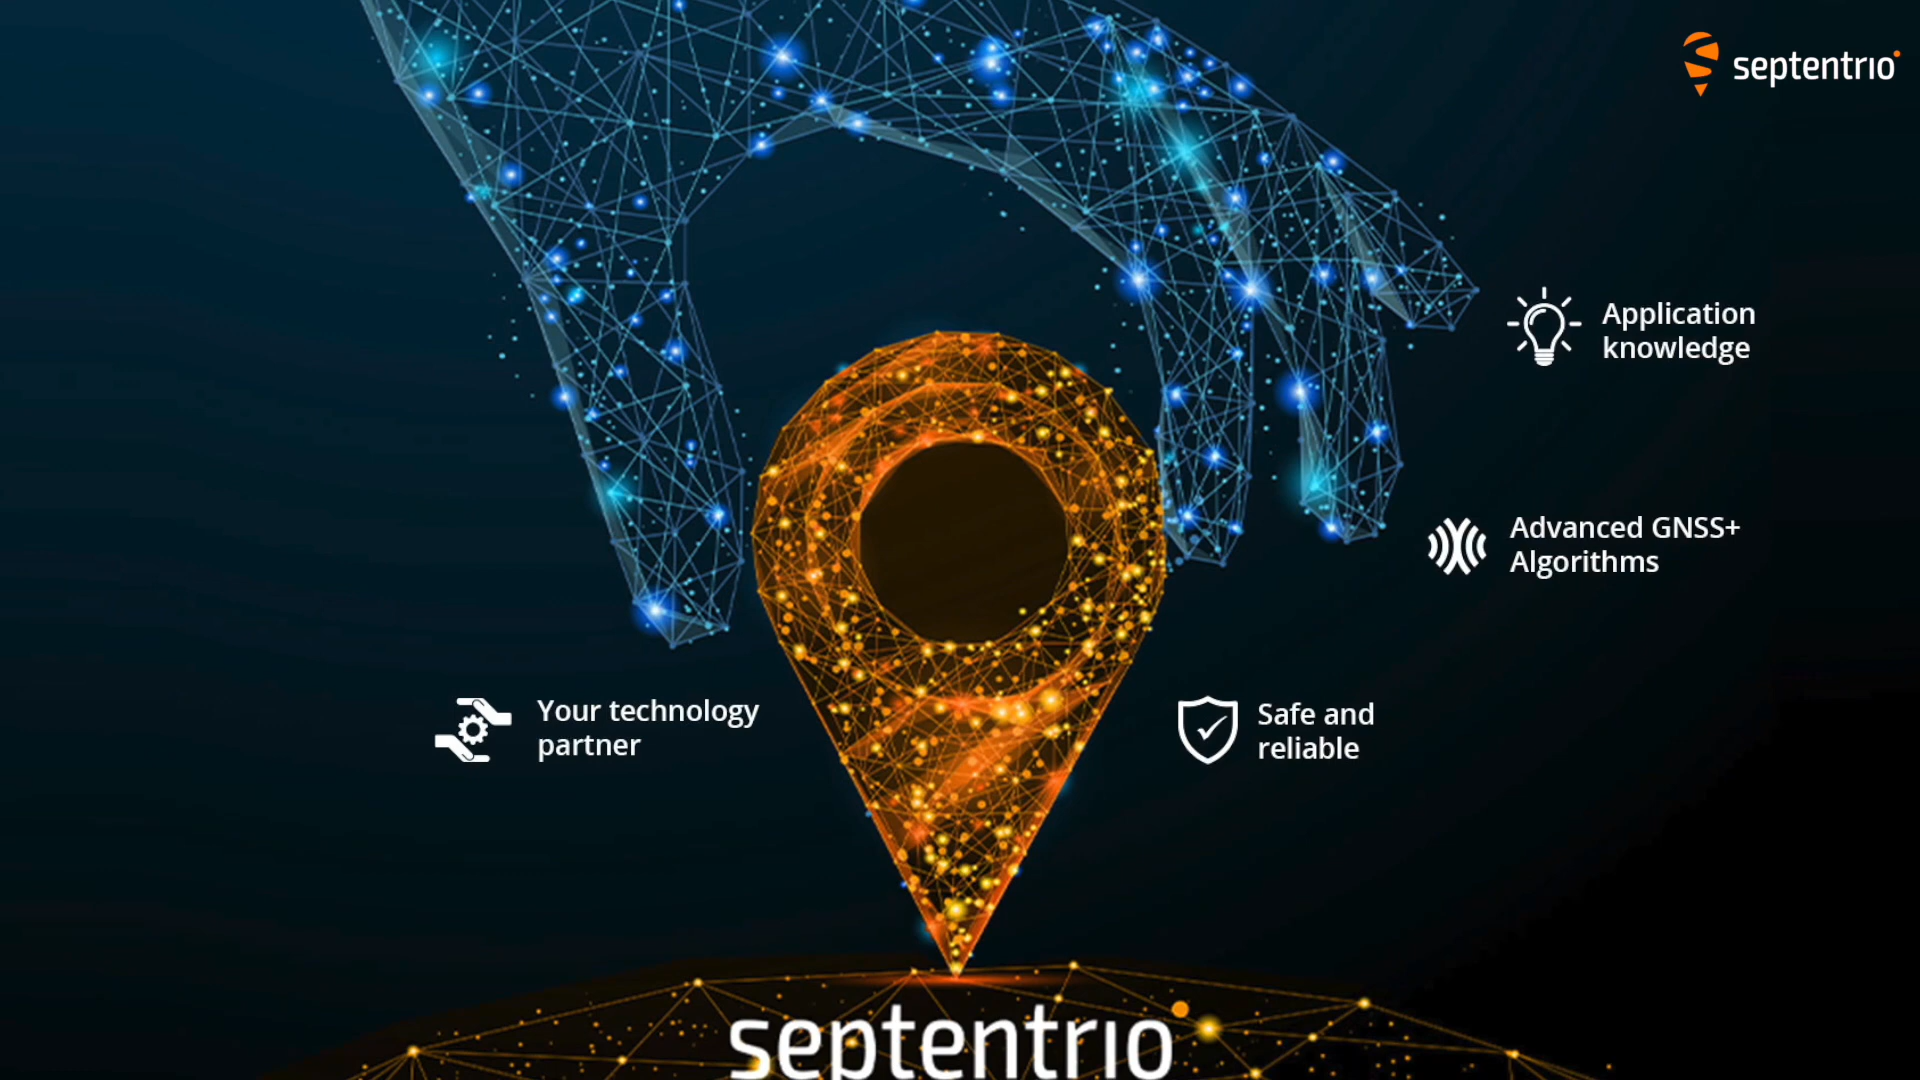 septentrio
Application
knowledge
Advanced GNSS+
Algorithms
Your technology
partner
Safe and
reliable
septentrio